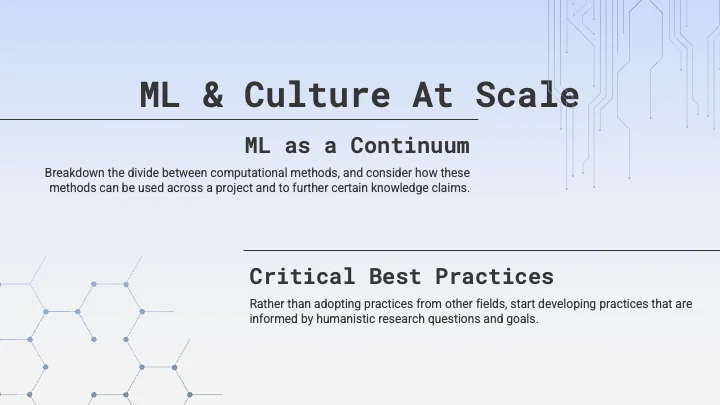 ML & Culture At Scale
ML as a Continuum
Breakdown the divide between computational methods, and consider how these
methods can be used across a project and to further certain knowledge claims.
Critical Best Practices
Rather than adopting practices from other fields, start developing practices that are
informed by humanistic research questions and goals.